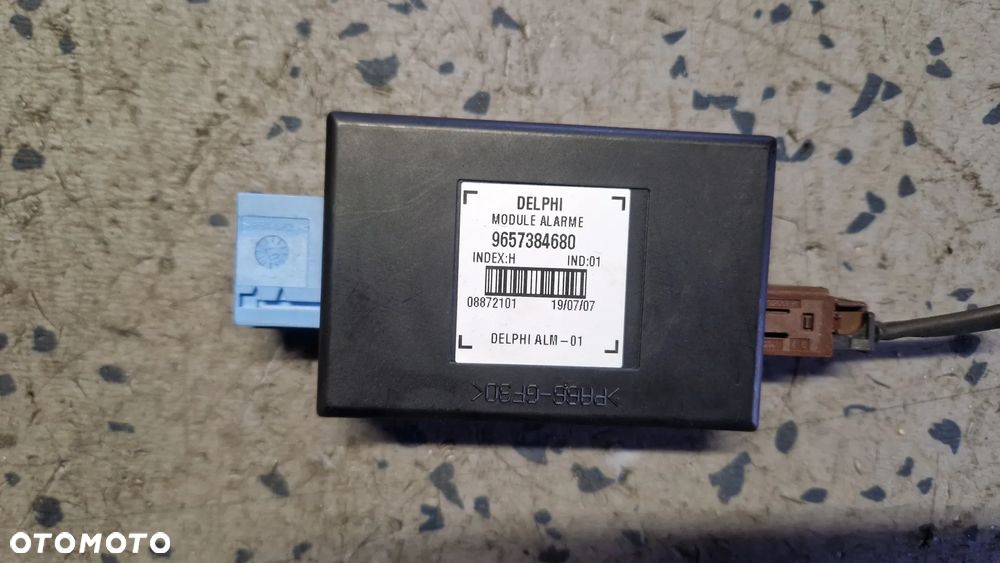 DELPHI
MODULE ALARME
9657384680
INDEX:H IND:01
08872101 19/07/07
DELPHI ALM-01
>PA66-GF30<
OTOMOTO